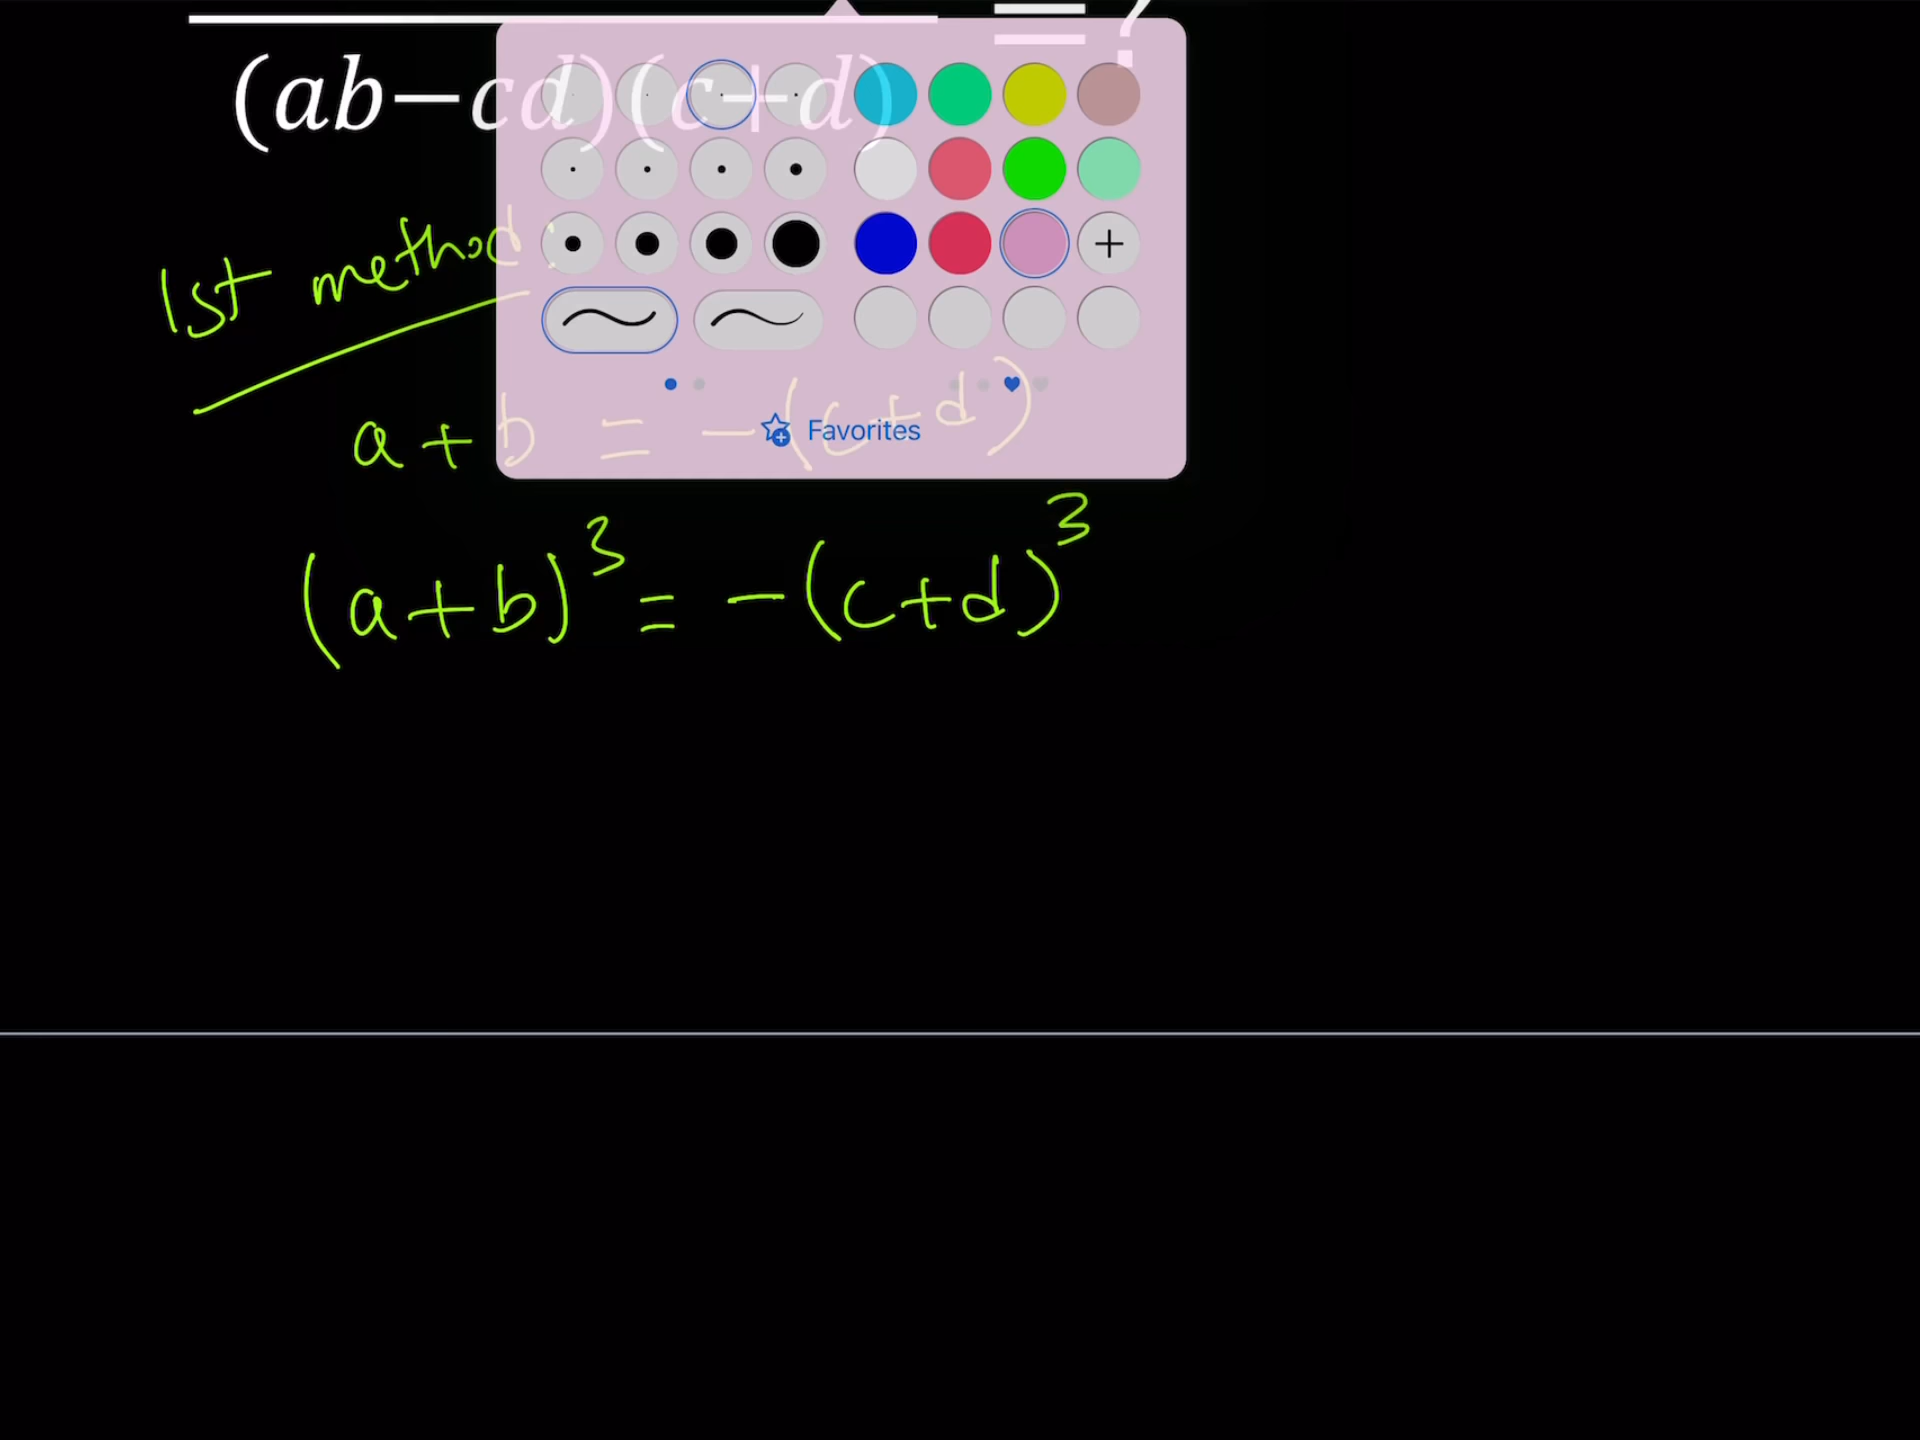 = ?
(ab−cd)(c+d)
1st method:
a + b = −(c+d)
Favorites
(a+b)³ = −(c+d)³